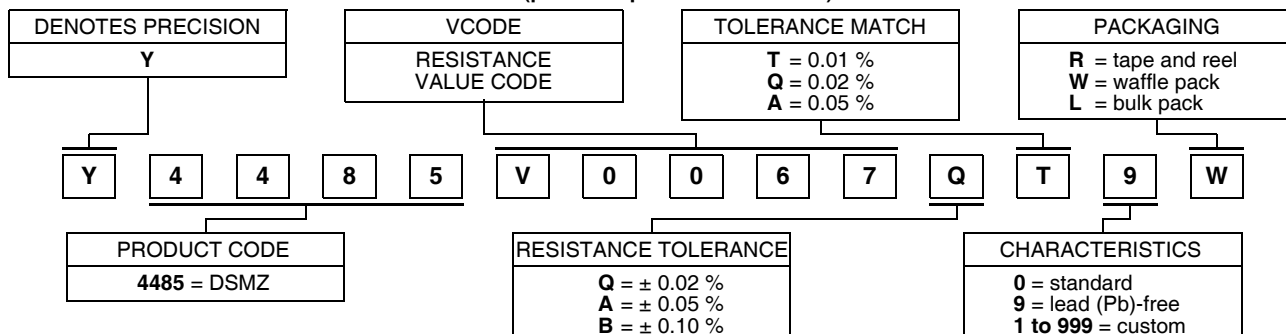 DENOTES PRECISION
Y
VCODE
RESISTANCE
VALUE CODE
TOLERANCE MATCH
T = 0.01 %
Q = 0.02 %
A = 0.05 %
PACKAGING
R = tape and reel
W = waffle pack
L = bulk pack
Y 4 4 8 5 V 0 0 6 7 Q T 9 W
PRODUCT CODE
4485 = DSMZ
RESISTANCE TOLERANCE
Q = ± 0.02 %
A = ± 0.05 %
B = ± 0.10 %
CHARACTERISTICS
0 = standard
9 = lead (Pb)-free
1 to 999 = custom